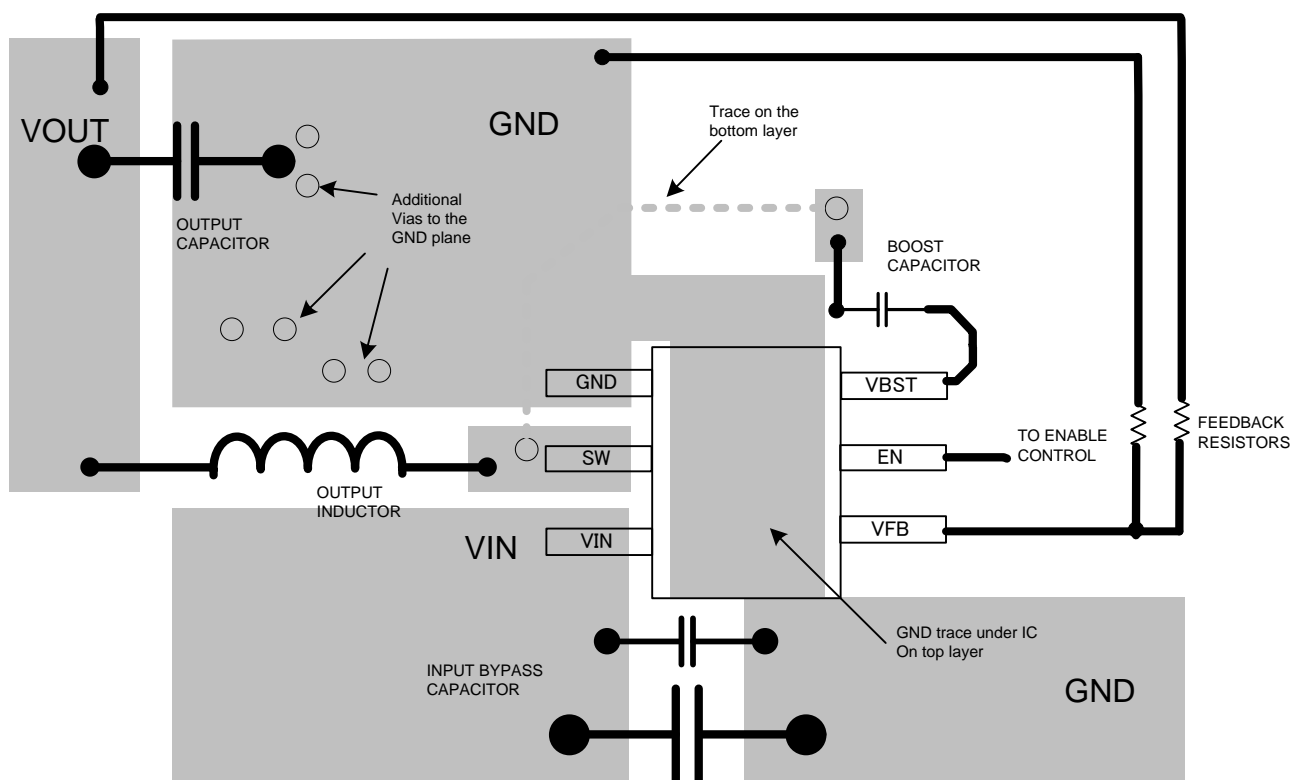 Trace on the
bottom layer
VOUT
GND
Additional
Vias to the
GND plane
OUTPUT
CAPACITOR
BOOST
CAPACITOR
GND
VBST
TO ENABLE
CONTROL
FEEDBACK
RESISTORS
SW
EN
OUTPUT
INDUCTOR
VIN
VIN
VFB
GND trace under IC
On top layer
INPUT BYPASS
CAPACITOR
GND